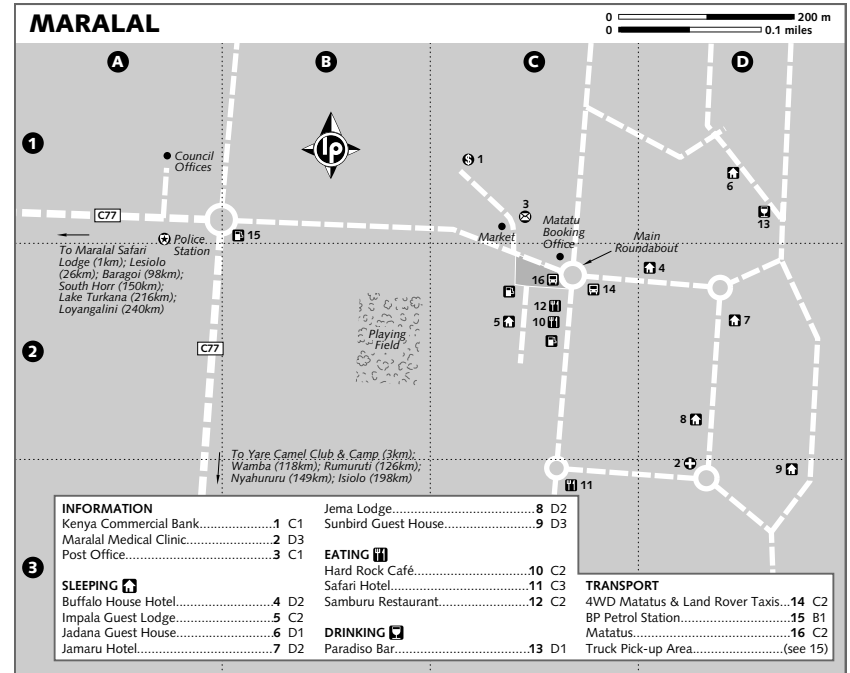 MARALAL
0 200 m
0 0.1 miles
A B C D
1
Council
Offices
lp
1
3
6
Matatu
Booking
Office
Main
Roundabout
13
C77
Police
Station
15
Market
To Maralal Safari
Lodge (1km); Lesiolo
(26km); Baragoi (98km);
South Horr (150km);
Lake Turkana (216km);
Loyangalini (240km)
4
16
14
12
5
10
7
2
C77
Playing
Field
8
To Yare Camel Club & Camp (3km);
Wamba (118km); Rumuruti (126km);
Nyahururu (149km); Isiolo (198km)
2
9
11
3
INFORMATION
Kenya Commercial Bank....................1 C1
Maralal Medical Clinic.......................2 D3
Post Office........................................3 C1
SLEEPING
Buffalo House Hotel..........................4 D2
Impala Guest Lodge..........................5 C2
Jadana Guest House..........................6 D1
Jamaru Hotel....................................7 D2
Jema Lodge.......................................8 D2
Sunbird Guest House.........................9 D3
EATING
Hard Rock Café...............................10 C2
Safari Hotel.....................................11 C3
Samburu Restaurant........................12 C2
DRINKING
Paradiso Bar....................................13 D1
TRANSPORT
4WD Matatus & Land Rover Taxis...14 C2
BP Petrol Station.............................15 B1
Matatus...........................................16 C2
Truck Pick-up Area....................(see 15)